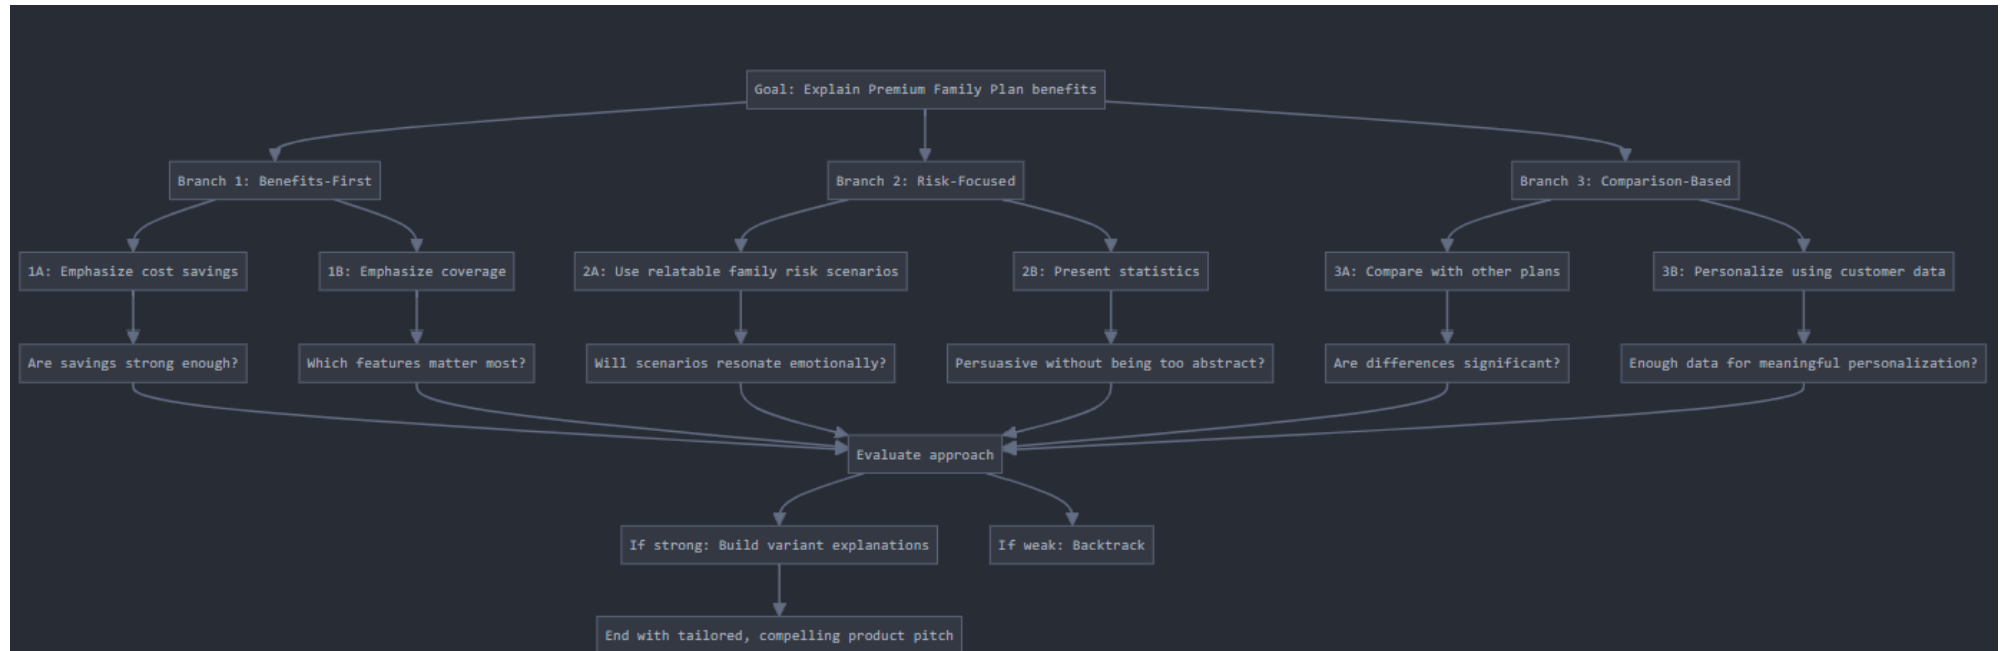 Goal: Explain Premium Family Plan benefits
Branch 1: Benefits-First
Branch 2: Risk-Focused
Branch 3: Comparison-Based
1A: Emphasize cost savings
1B: Emphasize coverage
2A: Use relatable family risk scenarios
2B: Present statistics
3A: Compare with other plans
3B: Personalize using customer data
Are savings strong enough?
Which features matter most?
Will scenarios resonate emotionally?
Persuasive without being too abstract?
Are differences significant?
Enough data for meaningful personalization?
Evaluate approach
If strong: Build variant explanations
If weak: Backtrack
End with tailored, compelling product pitch